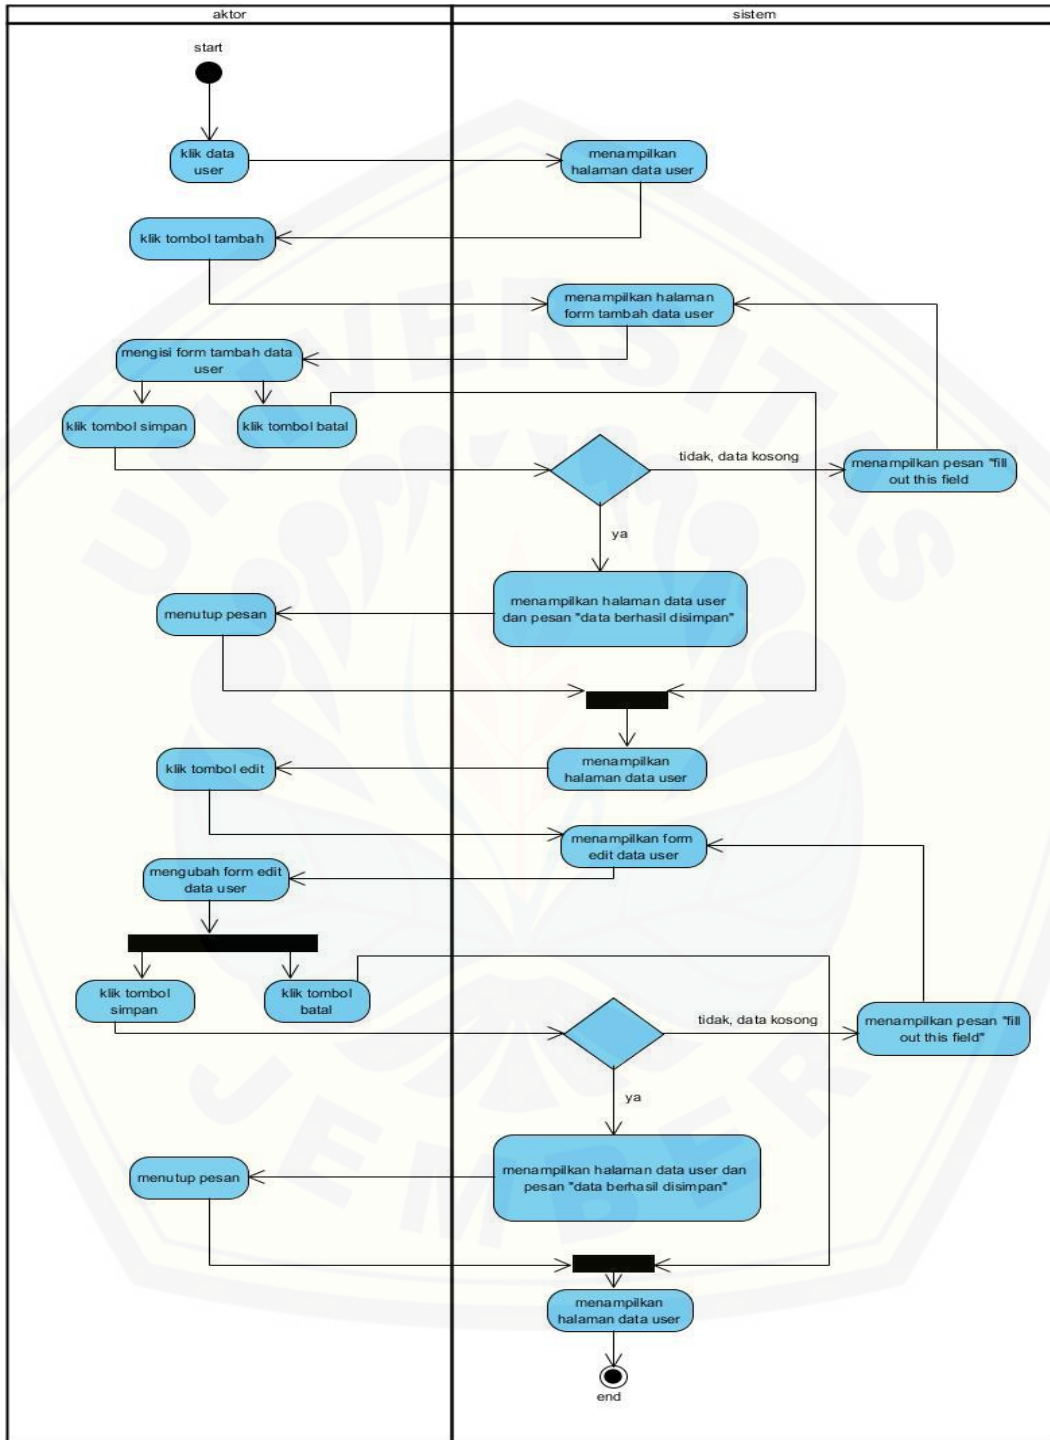 aktor
sistem
start
klik data
user
menampilkan
halaman data user
klik tombol tambah
menampilkan halaman
form tambah data user
mengisi form tambah data
user
klik tombol simpan
klik tombol batal
tidak, data kosong
menampilkan pesan "fill
out this field
ya
menampilkan halaman data user
dan pesan "data berhasil disimpan"
menutup pesan
menampilkan
halaman data user
klik tombol edit
menampilkan form
edit data user
mengubah form edit
data user
klik tombol
simpan
klik tombol
batal
tidak, data kosong
menampilkan pesan "fill
out this field"
ya
menampilkan halaman data user dan
pesan "data berhasil disimpan"
menutup pesan
menampilkan
halaman data user
end
UNIVERSITAS
JEMBER